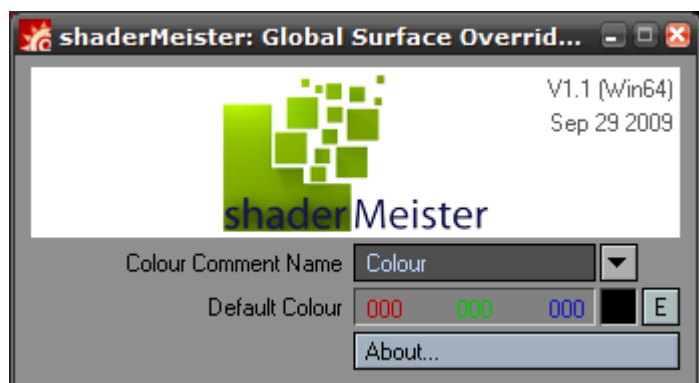 shaderMeister: Global Surface Overrid...
V1.1 (Win64)
Sep 29 2009
shaderMeister
Colour Comment Name Colour
Default Colour 000 000 000 E
About...